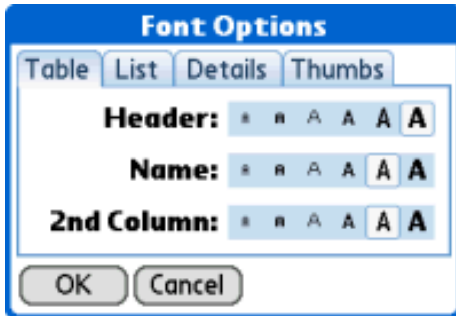 Font Options
Table List Details Thumbs
Header: A A A A A A
Name: A A A A A A
2nd Column: A A A A A A
OK Cancel